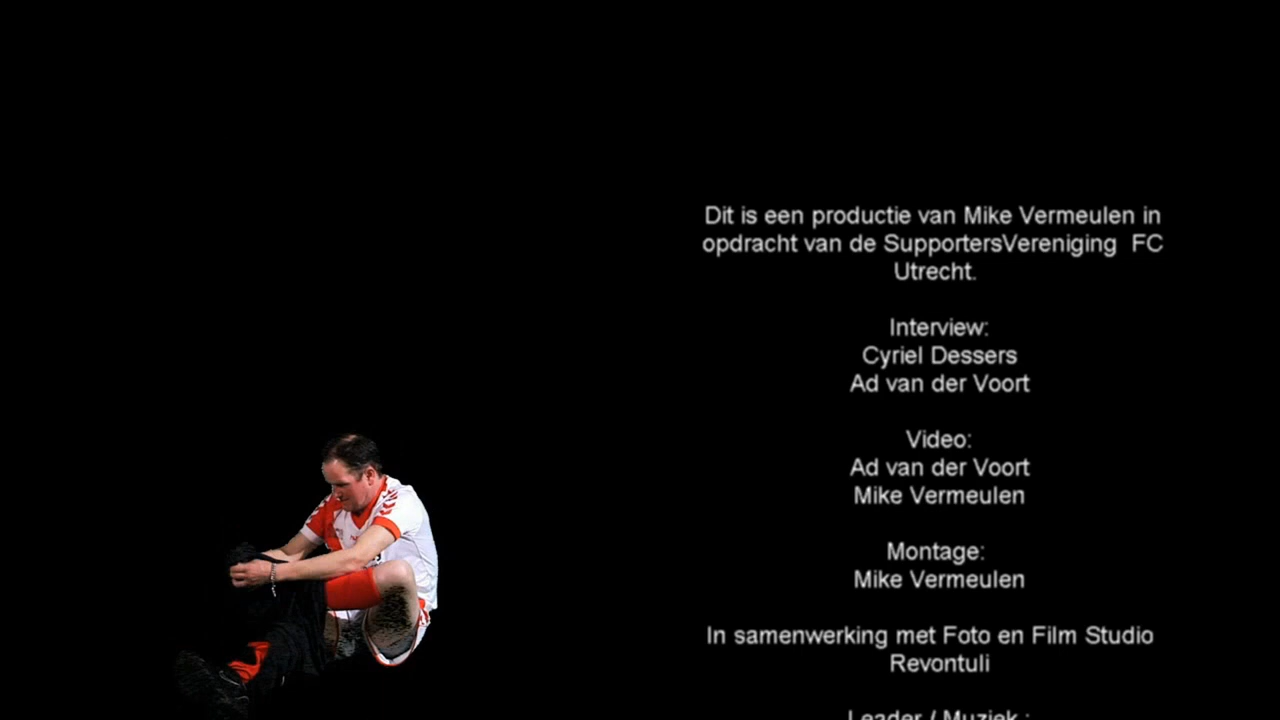 Dit is een productie van Mike Vermeulen in
opdracht van de SupportersVereniging  FC
Utrecht.
Interview:
Cyriel Dessers
Ad van der Voort
Video:
Ad van der Voort
Mike Vermeulen
Montage:
Mike Vermeulen
In samenwerking met Foto en Film Studio
Revontuli
Leader / Muziek :